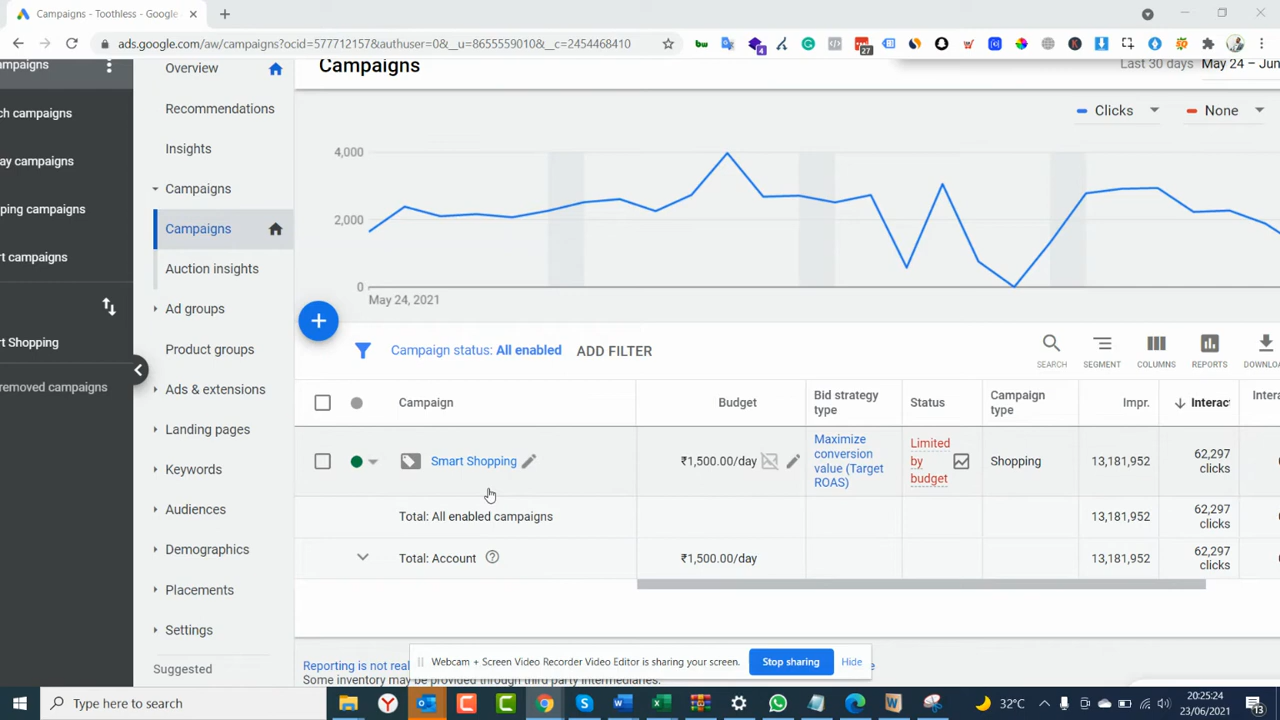 Campaigns - Toothless - Google
ads.google.com/aw/campaigns?ocid=577712157&authuser=0&__u=8655559010&__c=2454468410
4
27
ampaigns
ch campaigns
ay campaigns
ping campaigns
rt campaigns
rt Shopping
removed campaigns
Overview
Recommendations
Insights
Campaigns
Campaigns
Auction insights
Ad groups
Product groups
Ads & extensions
Landing pages
Keywords
Audiences
Demographics
Placements
Settings
Suggested
Campaigns
Last 30 days May 24 – Jun
Clicks None
4,000
2,000
0
May 24, 2021
Campaign status: All enabled ADD FILTER
SEARCH SEGMENT COLUMNS REPORTS DOWNLOA
Campaign Budget Bid strategy type Status Campaign type Impr. Interact Intera
Smart Shopping ₹1,500.00/day Maximize conversion value (Target ROAS) Limited by budget Shopping 13,181,952 62,297 clicks
Total: All enabled campaigns 13,181,952 62,297 clicks
Total: Account ₹1,500.00/day 13,181,952 62,297 clicks
Webcam + Screen Video Recorder Video Editor is sharing your screen. Stop sharing Hide
Reporting is not real
Some inventory may be provided through third party intermediaries.
Type here to search
32°C
20:25:24
23/06/2021
13